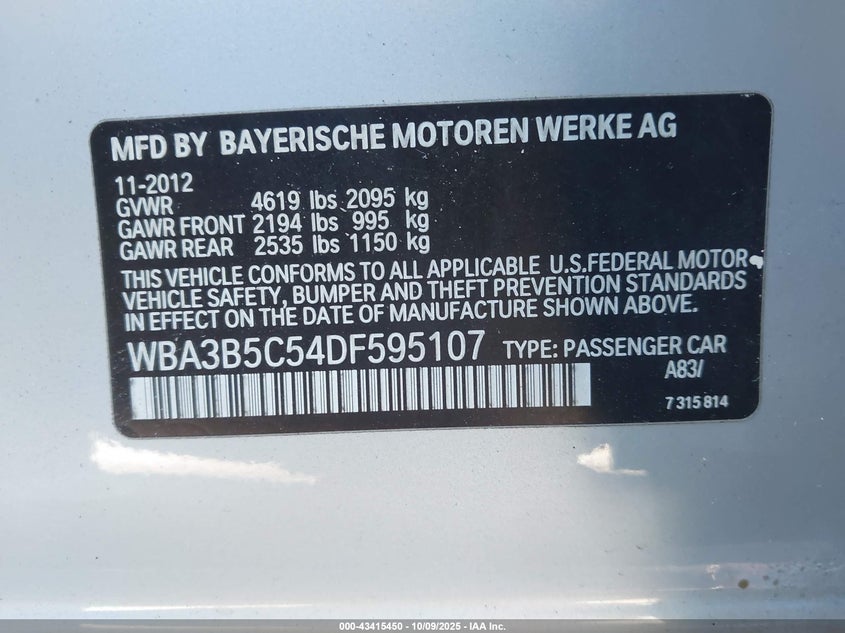 MFD BY BAYERISCHE MOTOREN WERKE AG
11-2012
GVWR 4619 lbs 2095 kg
GAWR FRONT 2194 lbs 995 kg
GAWR REAR 2535 lbs 1150 kg
THIS VEHICLE CONFORMS TO ALL APPLICABLE U.S.FEDERAL MOTOR
VEHICLE SAFETY, BUMPER AND THEFT PREVENTION STANDARDS
IN EFFECT ON THE DATE OF MANUFACTURE SHOWN ABOVE.
WBA3B5C54DF595107 TYPE: PASSENGER CAR
A83/
7 315 814
000-43415450 | 10/09/2025 | IAA Inc.